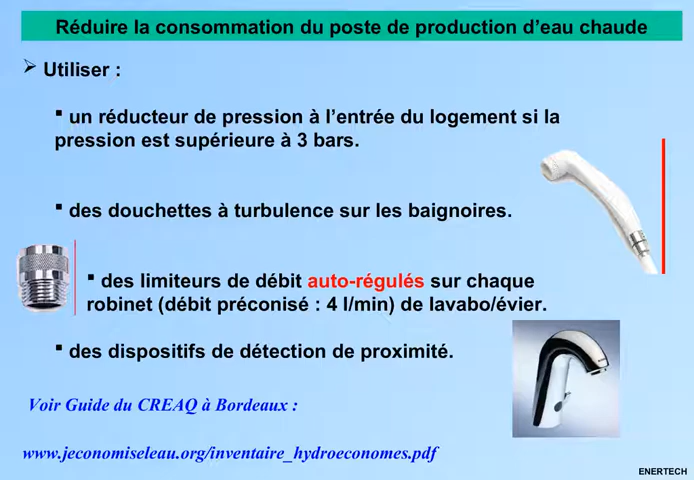 Réduire la consommation du poste de production d’eau chaude
➢ Utiliser :
▪ un réducteur de pression à l’entrée du logement si la
pression est supérieure à 3 bars.
▪ des douchettes à turbulence sur les baignoires.
▪ des limiteurs de débit auto-régulés sur chaque
robinet (débit préconisé : 4 l/min) de lavabo/évier.
▪ des dispositifs de détection de proximité.
Voir Guide du CREAQ à Bordeaux :
www.jeconomiseleau.org/inventaire_hydroeconomes.pdf
ENERTECH